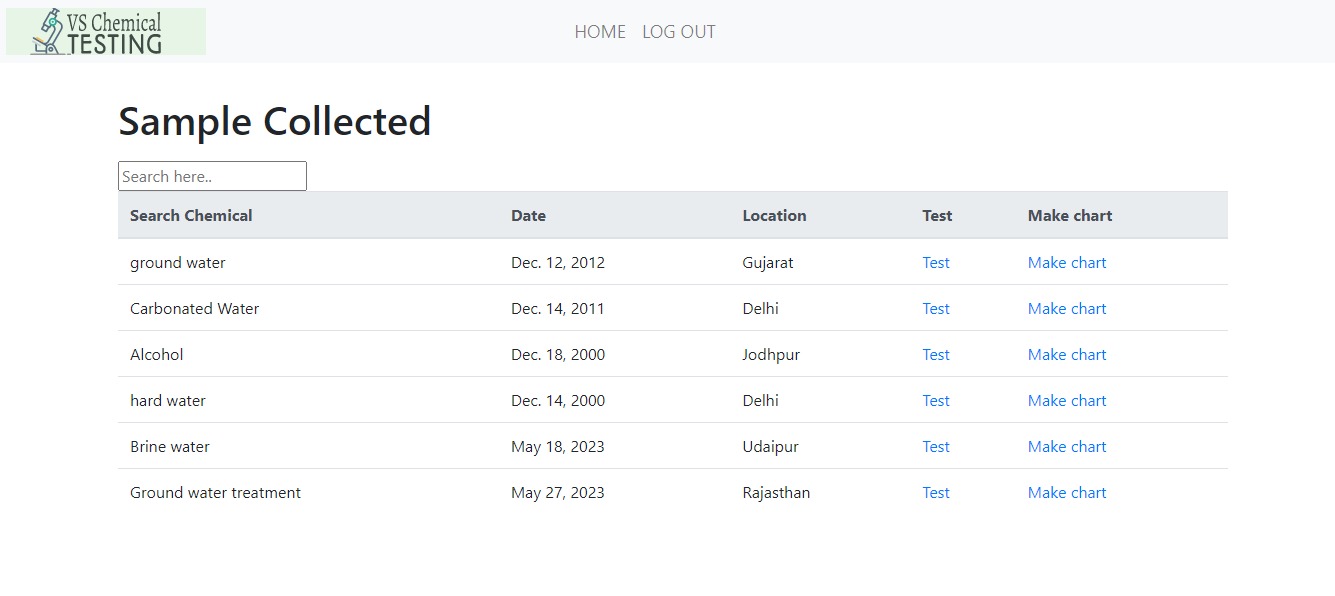 VS Chemical
TESTING
HOME LOG OUT
Sample Collected
Search here..
Search Chemical Date Location Test Make chart
ground water Dec. 12, 2012 Gujarat Test Make chart
Carbonated Water Dec. 14, 2011 Delhi Test Make chart
Alcohol Dec. 18, 2000 Jodhpur Test Make chart
hard water Dec. 14, 2000 Delhi Test Make chart
Brine water May 18, 2023 Udaipur Test Make chart
Ground water treatment May 27, 2023 Rajasthan Test Make chart